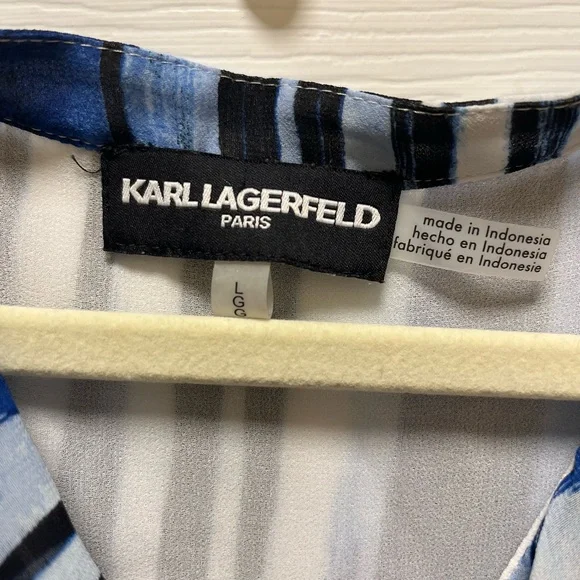 KARL LAGERFELD
PARIS
made in Indonesia
hecho en Indonesia
fabriqué en Indonesie
L
G
G